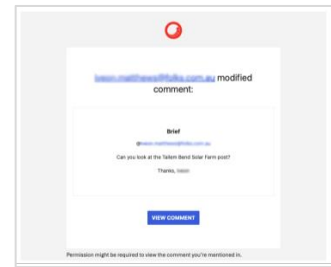 modified
comment:
Brief
@
Can you look at the Tailem Bend Solar Farm post?
Thanks,
VIEW COMMENT
Permission might be required to view the comment you're mentioned in.